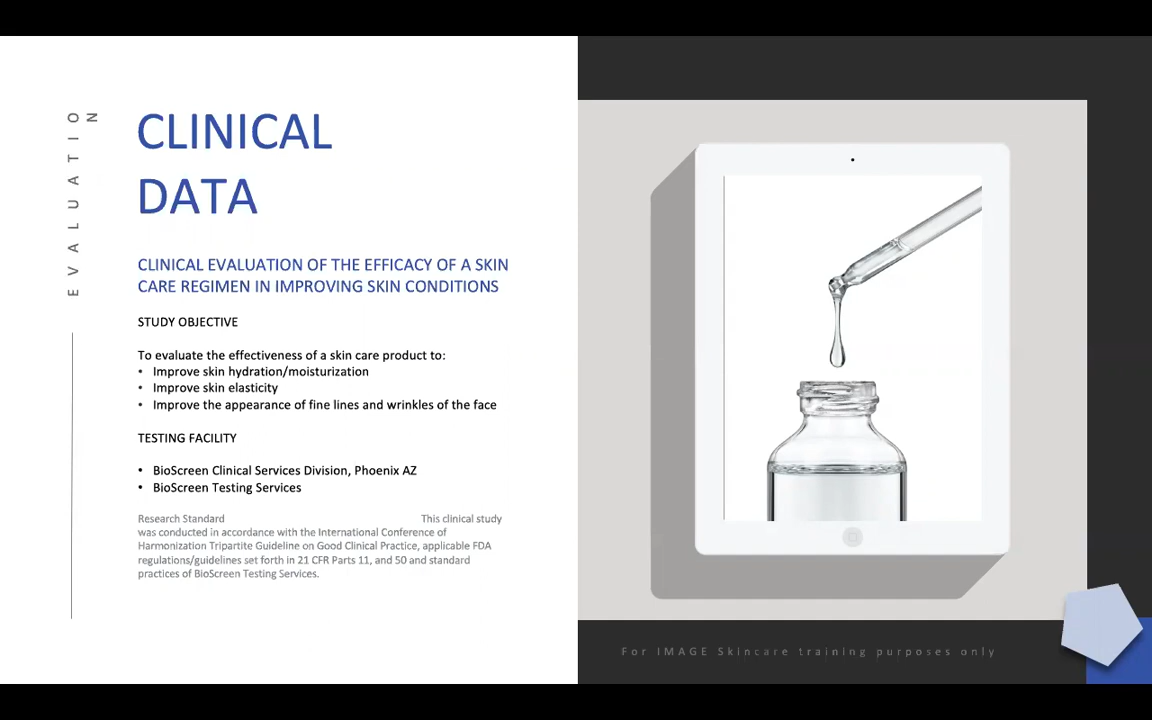 EVALUATION
CLINICAL
DATA
CLINICAL EVALUATION OF THE EFFICACY OF A SKIN
CARE REGIMEN IN IMPROVING SKIN CONDITIONS
STUDY OBJECTIVE
To evaluate the effectiveness of a skin care product to:
• Improve skin hydration/moisturization
• Improve skin elasticity
• Improve the appearance of fine lines and wrinkles of the face
TESTING FACILITY
• BioScreen Clinical Services Division, Phoenix AZ
• BioScreen Testing Services
Research Standard This clinical study
was conducted in accordance with the International Conference of
Harmonization Tripartite Guideline on Good Clinical Practice, applicable FDA
regulations/guidelines set forth in 21 CFR Parts 11, and 50 and standard
practices of BioScreen Testing Services.
For IMAGE Skincare training purposes only